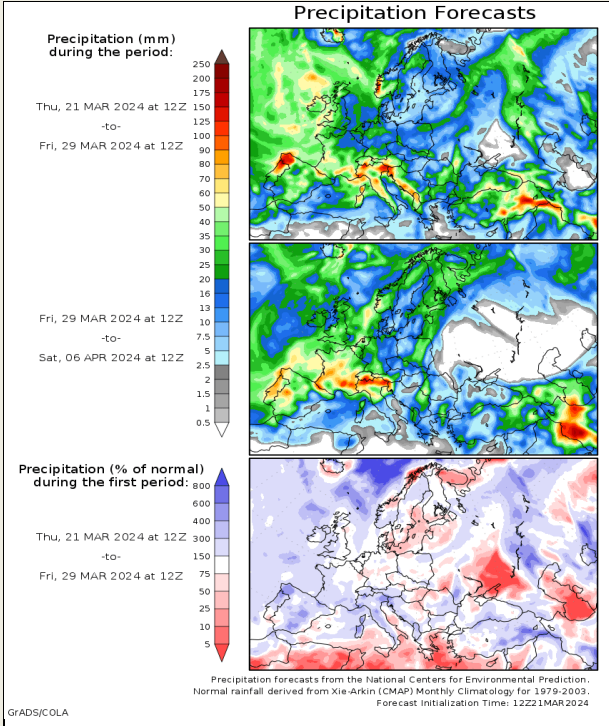 Precipitation Forecasts
Precipitation (mm)
during the period:
Thu, 21 MAR 2024 at 12Z
-to-
Fri, 29 MAR 2024 at 12Z
250
200
175
150
125
100
90
80
70
60
50
40
35
30
25
20
16
13
10
7.5
5
2.5
2
1.5
1
0.5
Fri, 29 MAR 2024 at 12Z
-to-
Sat, 06 APR 2024 at 12Z
Precipitation (% of normal)
during the first period:
Thu, 21 MAR 2024 at 12Z
-to-
Fri, 29 MAR 2024 at 12Z
800
600
400
300
150
75
50
25
10
5
Precipitation forecasts from the National Centers for Environmental Prediction.
Normal rainfall derived from Xie-Arkin (CMAP) Monthly Climatology for 1979-2003.
Forecast Initialization Time: 12Z21MAR2024
GrADS/COLA